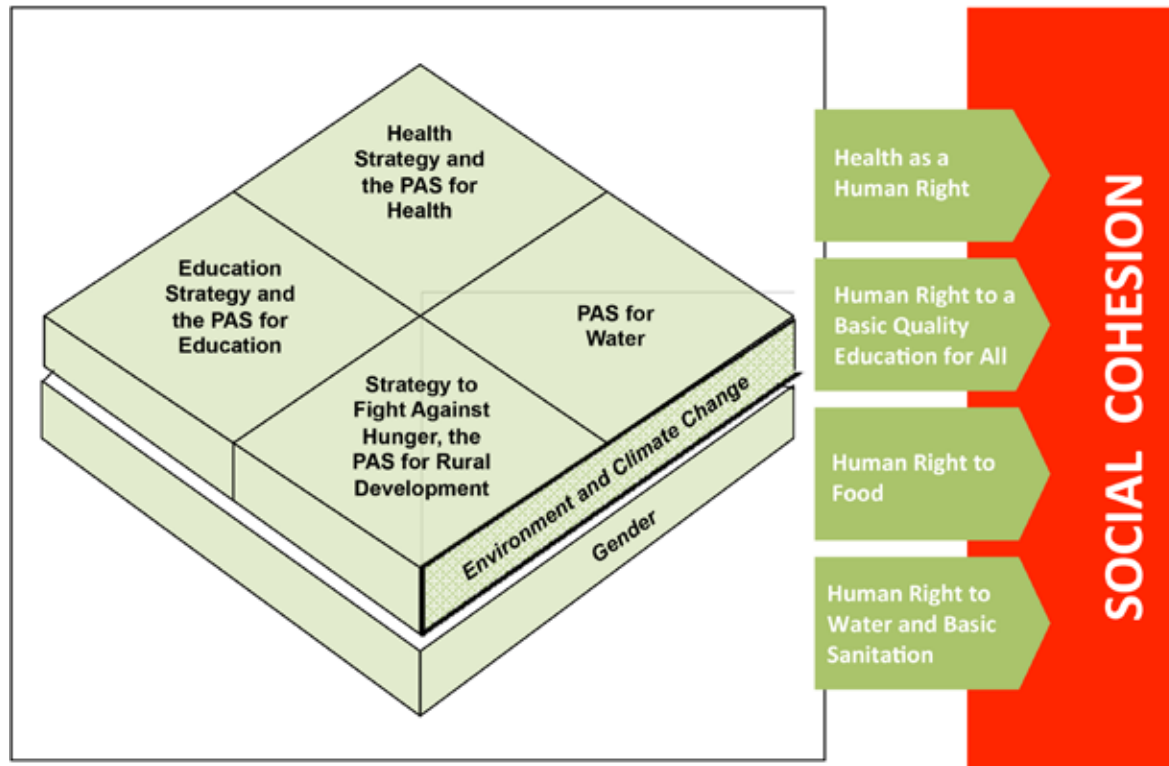 Health
Strategy and
the PAS for
Health
Education
Strategy and
the PAS for
Education
PAS for
Water
Strategy to
Fight Against
Hunger, the
PAS for Rural
Development
Environment and Climate Change
Gender
Health as a
Human Right
Human Right to a
Basic Quality
Education for All
Human Right to
Food
Human Right to
Water and Basic
Sanitation
SOCIAL COHESION